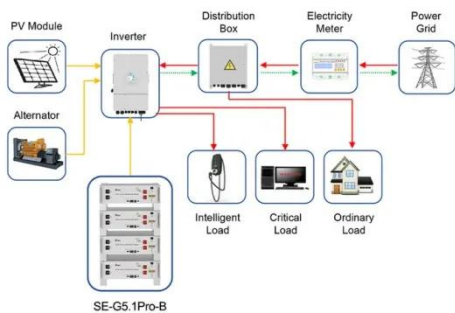 PV Module
Inverter
Distribution
Box
Electricity
Meter
Power
Grid
Alternator
Intelligent
Load
Critical
Load
Ordinary
Load
SE-G5.1Pro-B